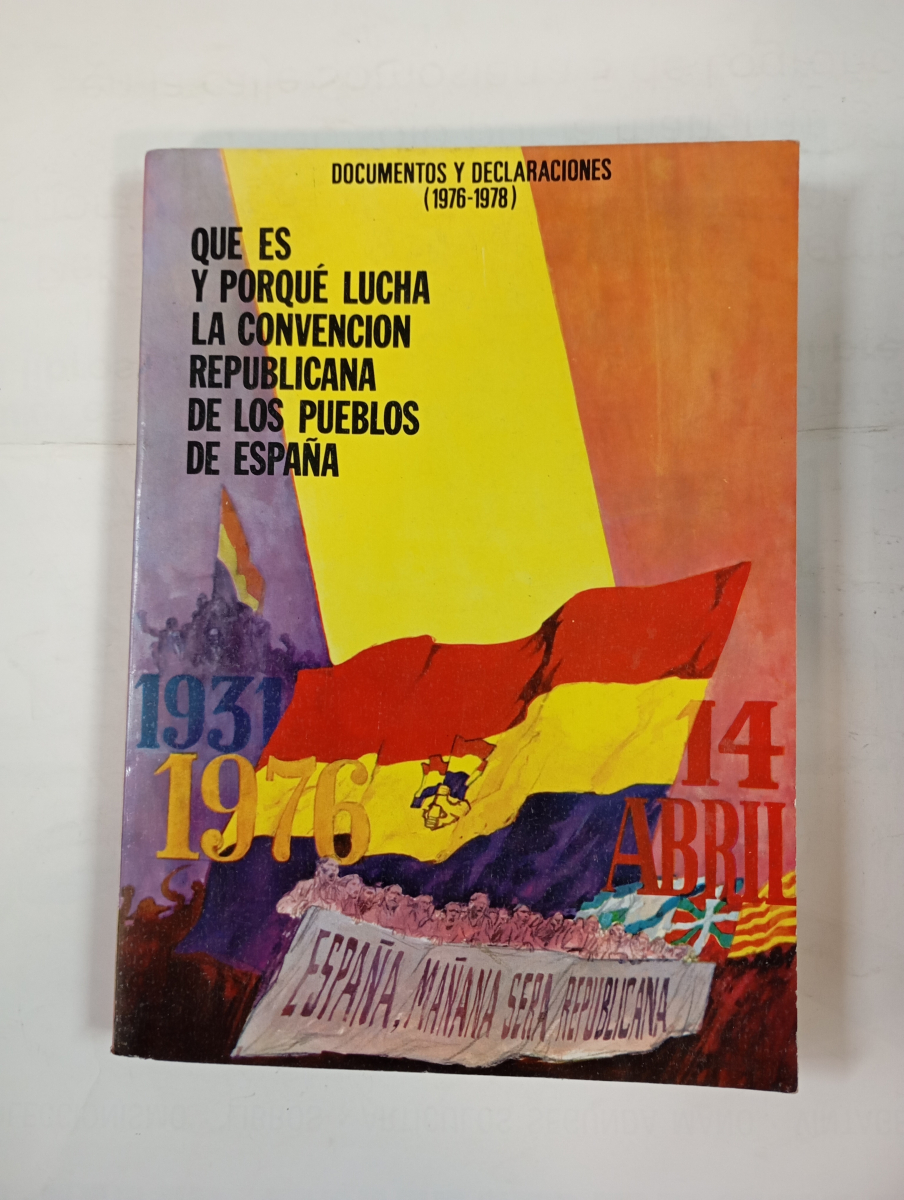 DOCUMENTOS Y DECLARACIONES
(1976-1978)
QUE ES
Y PORQUÉ LUCHA
LA CONVENCION
REPUBLICANA
DE LOS PUEBLOS
DE ESPAÑA
1931
1976
14
ABRIL
ESPAÑA, MAÑANA SERA REPUBLICANA